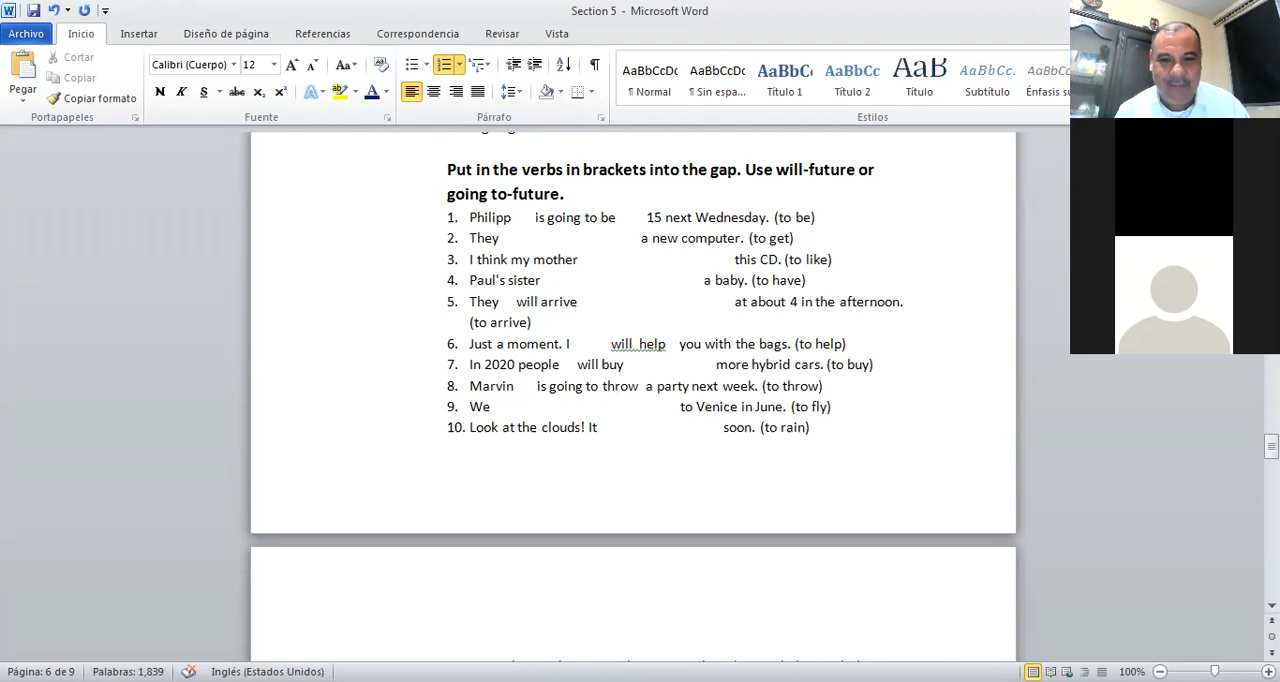 Section 5 - Microsoft Word
Archivo Inicio Insertar Diseño de página Referencias Correspondencia Revisar Vista
Pegar
Cortar
Copiar
Copiar formato
Portapapeles
Calibri (Cuerpo) 12
Fuente
Párrafo
AaBbCcDc AaBbCcDc AaBbC AaBbCc AaB AaBbCc. AaBbCc
¶ Normal ¶ Sin espa... Título 1 Título 2 Título Subtítulo Énfasis
Estilos
Put in the verbs in brackets into the gap. Use will-future or
going to-future.
1. Philipp is going to be 15 next Wednesday. (to be)
2. They a new computer. (to get)
3. I think my mother this CD. (to like)
4. Paul's sister a baby. (to have)
5. They will arrive at about 4 in the afternoon.
(to arrive)
6. Just a moment. I will help you with the bags. (to help)
7. In 2020 people will buy more hybrid cars. (to buy)
8. Marvin is going to throw a party next week. (to throw)
9. We to Venice in June. (to fly)
10. Look at the clouds! It soon. (to rain)
Página: 6 de 9 Palabras: 1,839 Inglés (Estados Unidos) 100%